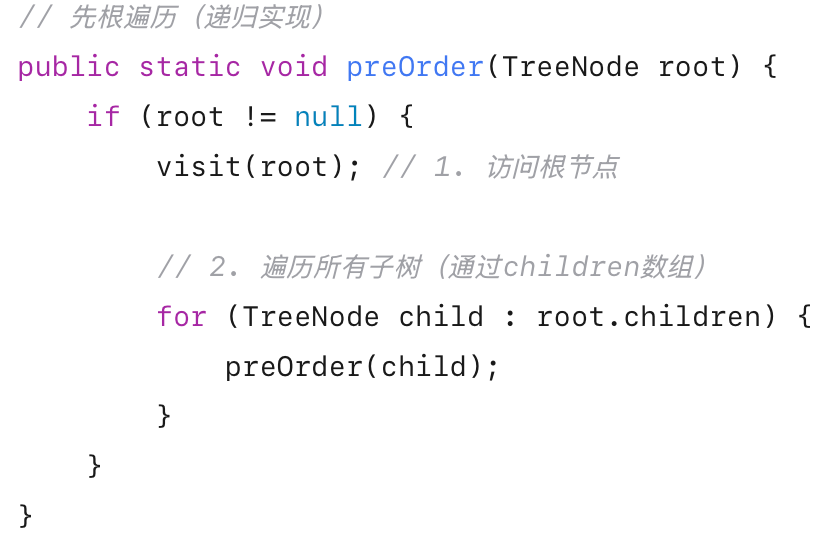 // 先根遍历（递归实现）
public static void preOrder(TreeNode root) {
    if (root != null) {
        visit(root); // 1. 访问根节点

        // 2. 遍历所有子树（通过children数组）
        for (TreeNode child : root.children) {
            preOrder(child);
        }
    }
}